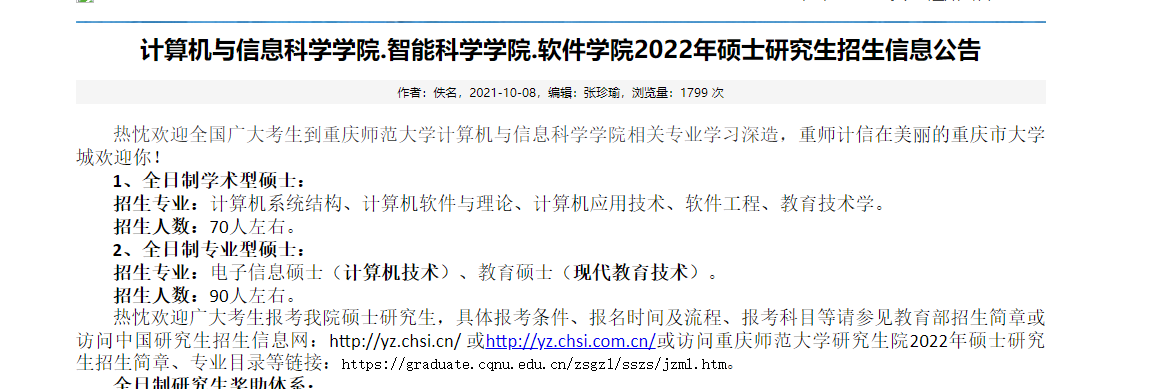 计算机与信息科学学院.智能科学学院.软件学院2022年硕士研究生招生信息公告
作者：佚名，2021-10-08，编辑：张珍瑜，浏览量：1799 次
热忱欢迎全国广大考生到重庆师范大学计算机与信息科学学院相关专业学习深造，重师计信在美丽的重庆市大学
城欢迎你！
1、全日制学术型硕士：
招生专业：计算机系统结构、计算机软件与理论、计算机应用技术、软件工程、教育技术学。
招生人数：70人左右。
2、全日制专业型硕士：
招生专业：电子信息硕士（计算机技术）、教育硕士（现代教育技术）。
招生人数：90人左右。
热忱欢迎广大考生报考我院硕士研究生，具体报考条件、报名时间及流程、报考科目等请参见教育部招生简章或
访问中国研究生招生信息网：http://yz.chsi.cn/ 或http://yz.chsi.com.cn/或访问重庆师范大学研究生院2022年硕士研究
生招生简章、专业目录等链接：https://graduate.cqnu.edu.cn/zsgzl/sszs/jzml.htm。
全日制研究生奖助体系：